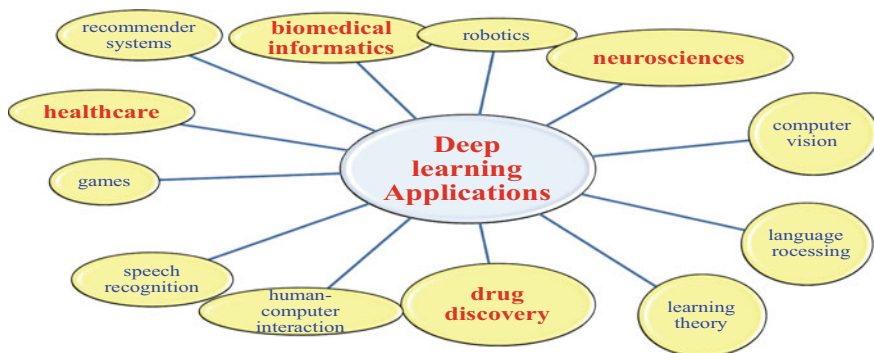 recommender
systems
biomedical
informatics
robotics
neurosciences
healthcare
Deep
learning
Applications
computer
vision
games
language
rocessing
speech
recognition
human-
computer
interaction
drug
discovery
learning
theory